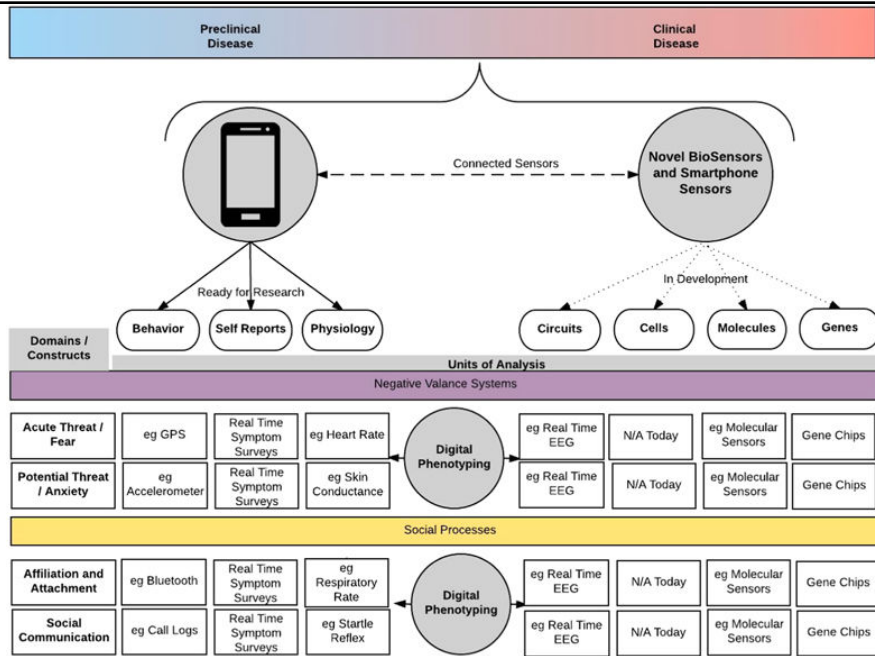 Preclinical
Disease
Clinical
Disease
Connected Sensors
Novel BioSensors
and Smartphone
Sensors
Ready for Research
In Development
Behavior
Self Reports
Physiology
Circuits
Cells
Molecules
Genes
Domains /
Constructs
Units of Analysis
Negative Valance Systems
Acute Threat /
Fear
eg GPS
Real Time
Symptom
Surveys
eg Heart Rate
Digital
Phenotyping
eg Real Time
EEG
N/A Today
eg Molecular
Sensors
Gene Chips
Potential Threat
/ Anxiety
eg
Accelerometer
Real Time
Symptom
Surveys
eg Skin
Conductance
eg Real Time
EEG
N/A Today
eg Molecular
Sensors
Gene Chips
Social Processes
Affiliation and
Attachment
eg Bluetooth
Real Time
Symptom
Surveys
eg
Respiratory
Rate
Digital
Phenotyping
eg Real Time
EEG
N/A Today
eg Molecular
Sensors
Gene Chips
Social
Communication
eg Call Logs
Real Time
Symptom
Surveys
eg Startle
Reflex
eg Real Time
EEG
N/A Today
eg Molecular
Sensors
Gene Chips